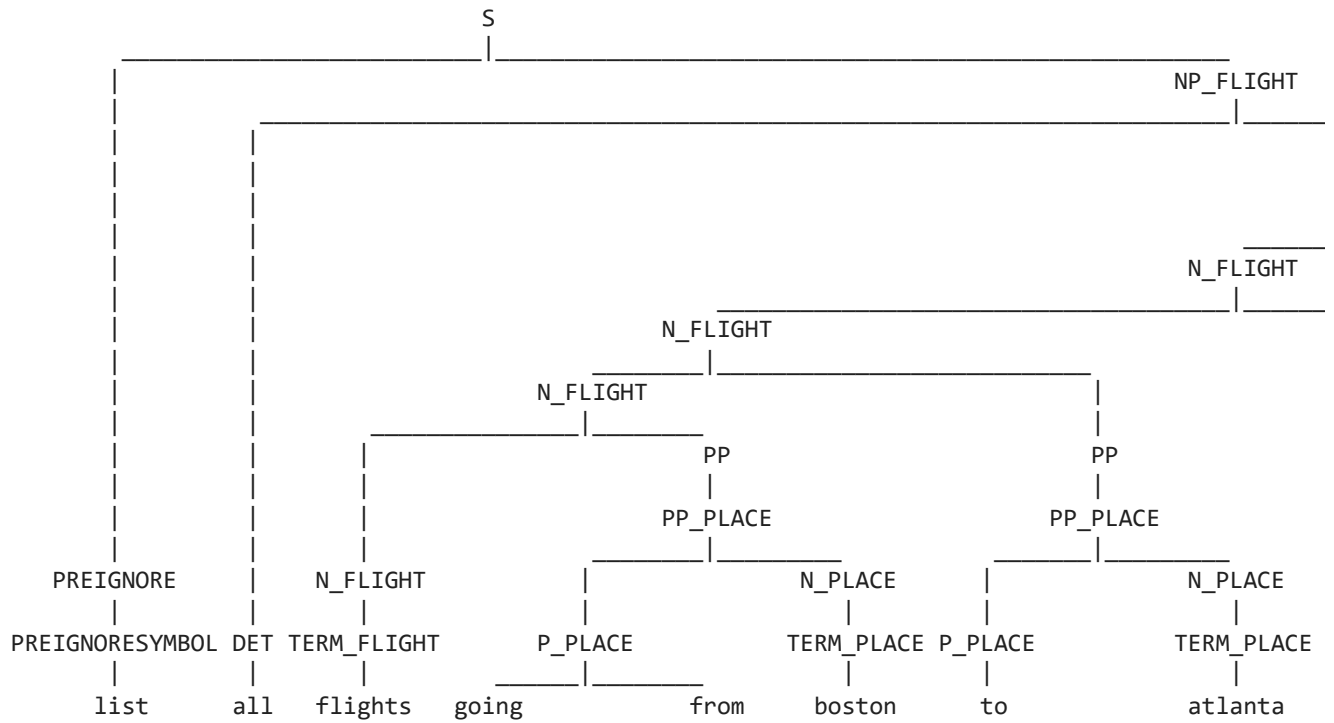 S
NP_FLIGHT
N_FLIGHT
N_FLIGHT
N_FLIGHT
PP PP
PP_PLACE PP_PLACE
PREIGNORE N_FLIGHT N_PLACE N_PLACE
PREIGNORESYMBOL DET TERM_FLIGHT P_PLACE TERM_PLACE P_PLACE TERM_PLACE
list all flights going from boston to atlanta